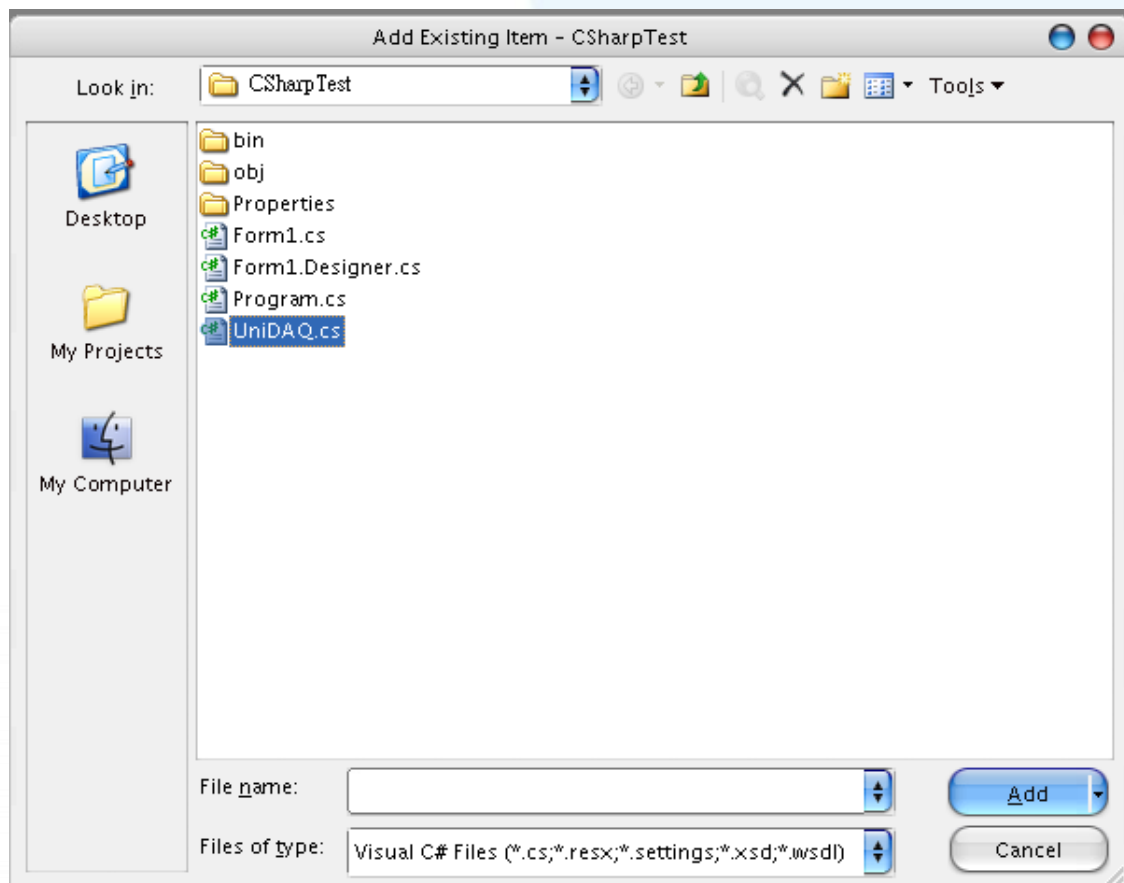 Add Existing Item - CSharpTest
Look in:
CSharpTest
Tools
bin
obj
Properties
Form1.cs
Form1.Designer.cs
Program.cs
UniDAQ.cs
Desktop
My Projects
My Computer
File name:
Add
Files of type:
Visual C# Files (*.cs;*.resx;*.settings;*.xsd;*.wsdl)
Cancel